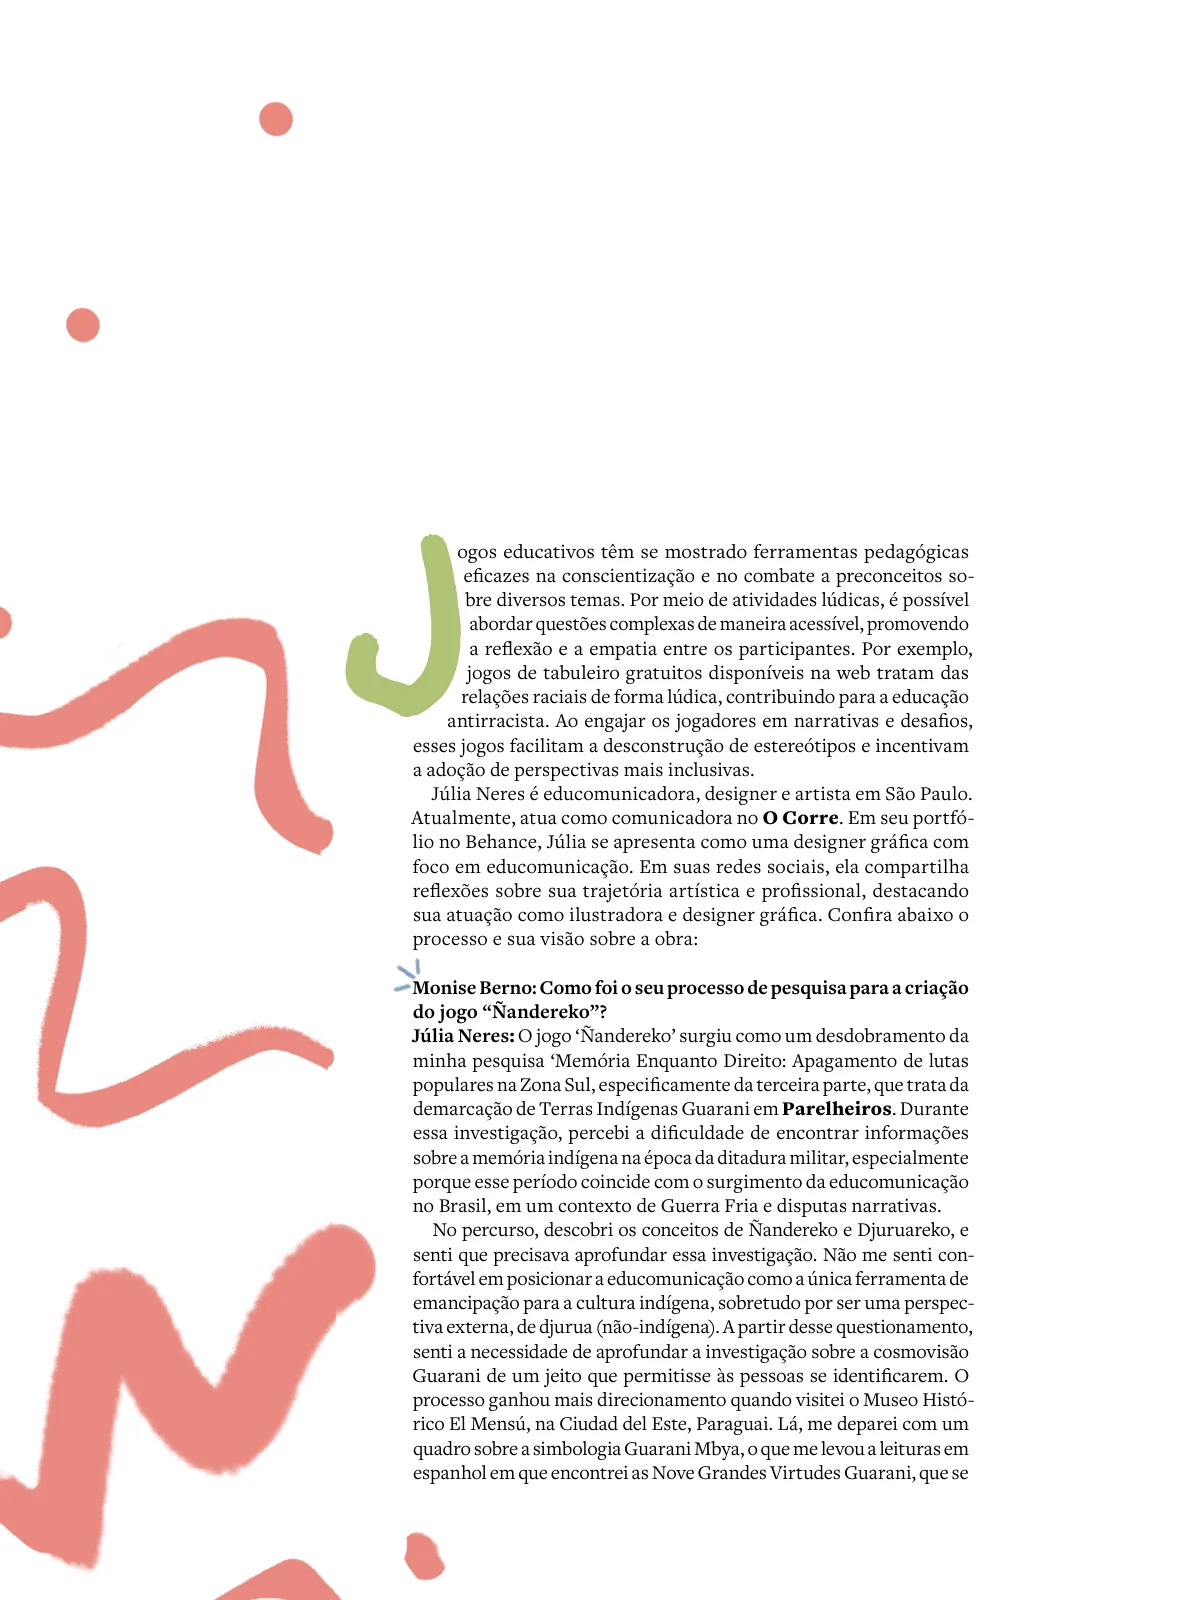 Jogos educativos têm se mostrado ferramentas pedagógicas
eficazes na conscientização e no combate a preconceitos so-
bre diversos temas. Por meio de atividades lúdicas, é possível
abordar questões complexas de maneira acessível, promovendo
a reflexão e a empatia entre os participantes. Por exemplo,
jogos de tabuleiro gratuitos disponíveis na web tratam das
relações raciais de forma lúdica, contribuindo para a educação
antirracista. Ao engajar os jogadores em narrativas e desafios,
esses jogos facilitam a desconstrução de estereótipos e incentivam
a adoção de perspectivas mais inclusivas.
Júlia Neres é educomunicadora, designer e artista em São Paulo.
Atualmente, atua como comunicadora no O Corre. Em seu portfó-
lio no Behance, Júlia se apresenta como uma designer gráfica com
foco em educomunicação. Em suas redes sociais, ela compartilha
reflexões sobre sua trajetória artística e profissional, destacando
sua atuação como ilustradora e designer gráfica. Confira abaixo o
processo e sua visão sobre a obra:
Monise Berno: Como foi o seu processo de pesquisa para a criação
do jogo “Ñandereko”?
Júlia Neres: O jogo ‘Ñandereko’ surgiu como um desdobramento da
minha pesquisa ‘Memória Enquanto Direito: Apagamento de lutas
populares na Zona Sul, especificamente da terceira parte, que trata da
demarcação de Terras Indígenas Guarani em Parelheiros. Durante
essa investigação, percebi a dificuldade de encontrar informações
sobre a memória indígena na época da ditadura militar, especialmente
porque esse período coincide com o surgimento da educomunicação
no Brasil, em um contexto de Guerra Fria e disputas narrativas.
No percurso, descobri os conceitos de Ñandereko e Djuruareko, e
senti que precisava aprofundar essa investigação. Não me senti con-
fortável em posicionar a educomunicação como a única ferramenta de
emancipação para a cultura indígena, sobretudo por ser uma perspec-
tiva externa, de djurua (não-indígena). A partir desse questionamento,
senti a necessidade de aprofundar a investigação sobre a cosmovisão
Guarani de um jeito que permitisse às pessoas se identificarem. O
processo ganhou mais direcionamento quando visitei o Museo Histó-
rico El Mensú, na Ciudad del Este, Paraguai. Lá, me deparei com um
quadro sobre a simbologia Guarani Mbya, o que me levou a leituras em
espanhol em que encontrei as Nove Grandes Virtudes Guarani, que se